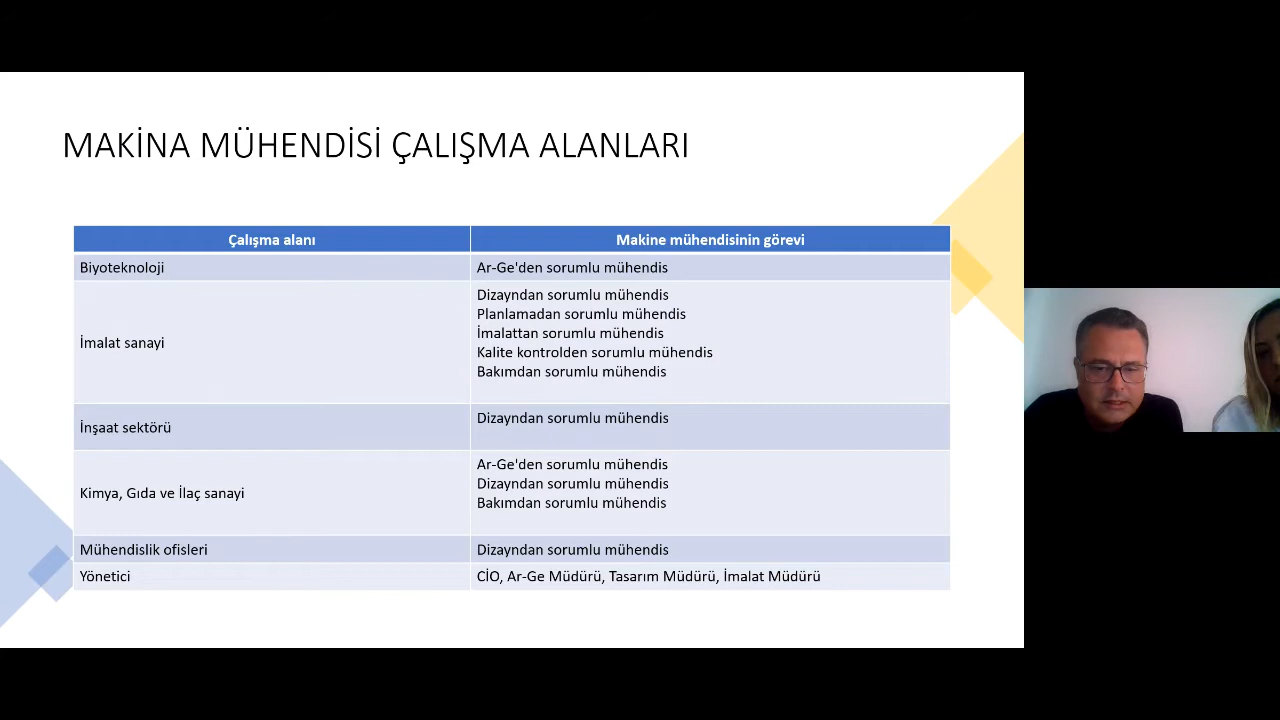 MAKİNA MÜHENDİSİ ÇALIŞMA ALANLARI
Çalışma alanı
Makine mühendisinin görevi
Biyoteknoloji
Ar-Ge'den sorumlu mühendis
İmalat sanayi
Dizayndan sorumlu mühendis
Planlamadan sorumlu mühendis
İmalattan sorumlu mühendis
Kalite kontrolden sorumlu mühendis
Bakımdan sorumlu mühendis
İnşaat sektörü
Dizayndan sorumlu mühendis
Kimya, Gıda ve İlaç sanayi
Ar-Ge'den sorumlu mühendis
Dizayndan sorumlu mühendis
Bakımdan sorumlu mühendis
Mühendislik ofisleri
Dizayndan sorumlu mühendis
Yönetici
CİO, Ar-Ge Müdürü, Tasarım Müdürü, İmalat Müdürü